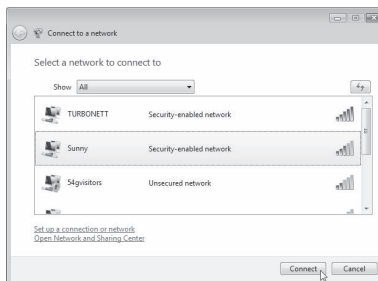 Connect to a network
Select a network to connect to
Show All
TURBONETT Security-enabled network
Sunny Security-enabled network
54gvisitors Unsecured network
Set up a connection or network
Open Network and Sharing Center
Connect Cancel